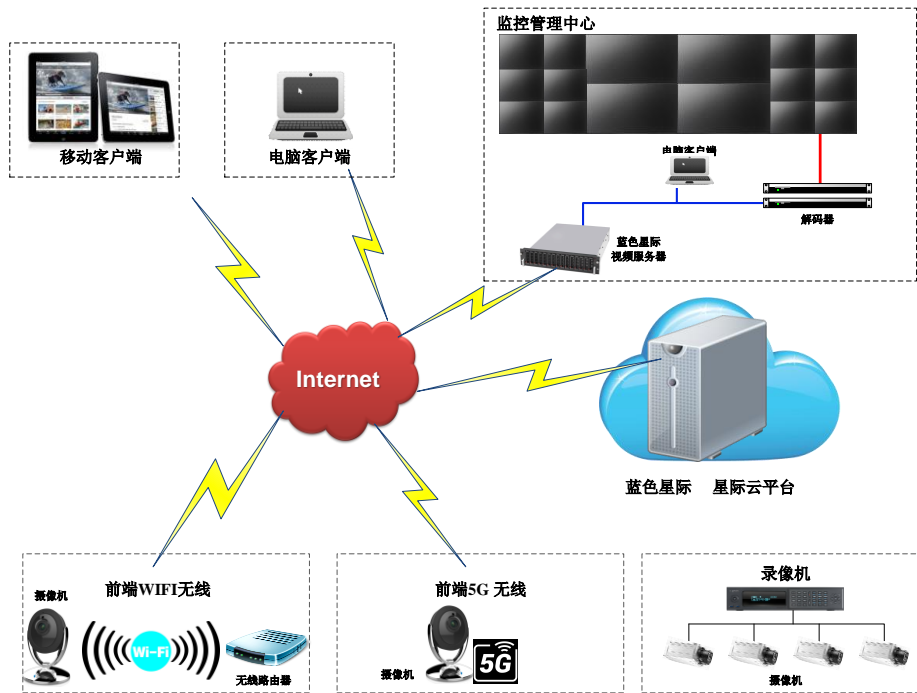 监控管理中心
移动客户端
电脑客户端
电脑客户端
解码器
蓝色星际
视频服务器
Internet
蓝色星际 星际云平台
前端WIFI无线
摄像机
Wi-Fi
无线路由器
前端5G 无线
摄像机
5G
录像机
摄像机